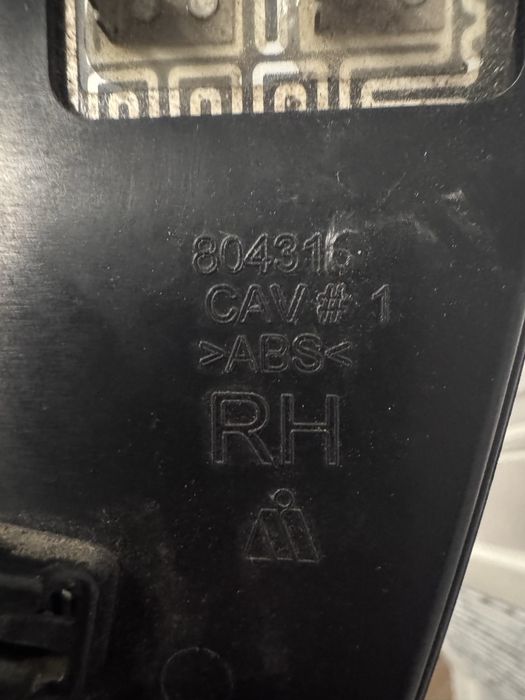 804316
CAV # 1
>ABS<
RH